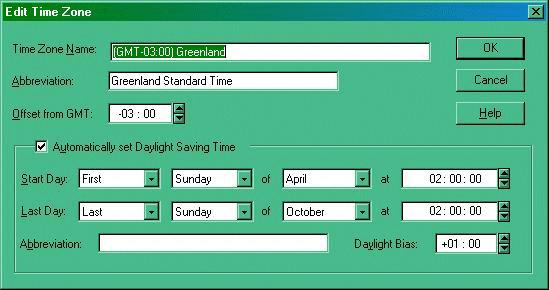 Edit Time Zone
Time Zone Name: (GMT-03:00) Greenland OK
Abbreviation: Greenland Standard Time Cancel
Offset from GMT: -03 : 00 Help
Automatically set Daylight Saving Time
Start Day: First Sunday of April at 02 : 00 : 00
Last Day: Last Sunday of October at 02 : 00 : 00
Abbreviation: Daylight Bias: +01 : 00